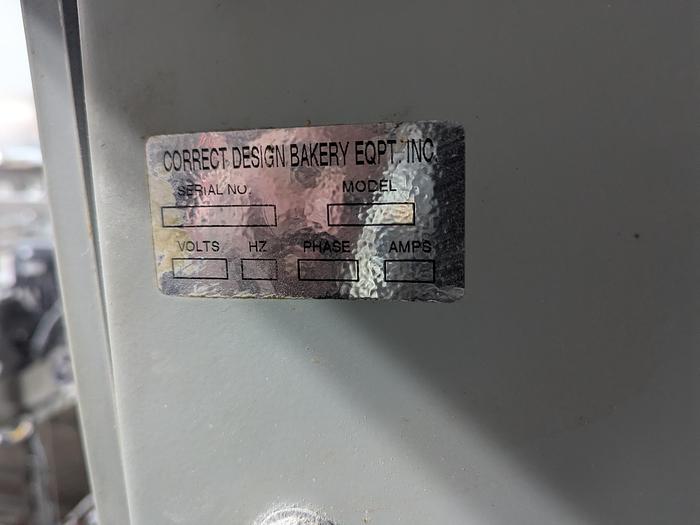 CORRECT DESIGN BAKERY EQPT. INC.
SERIAL NO. MODEL
VOLTS HZ PHASE AMPS